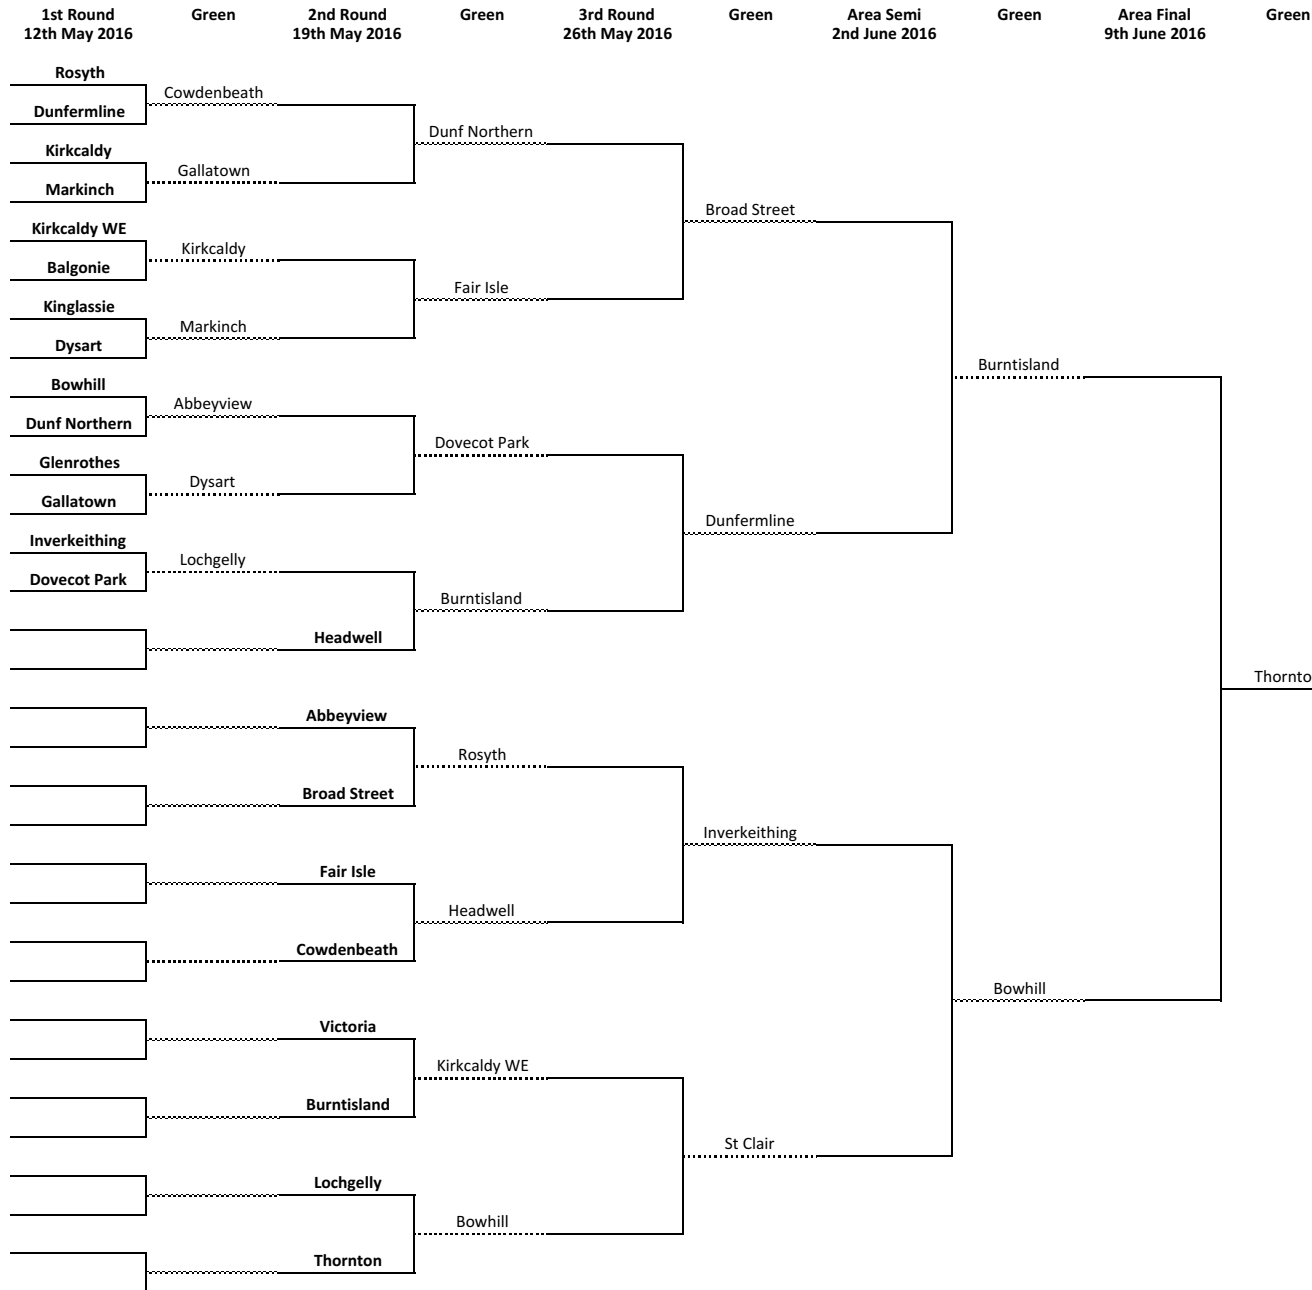 1st Round Green 2nd Round Green 3rd Round Green Area Semi Green Area Final Green
12th May 2016 19th May 2016 26th May 2016 2nd June 2016 9th June 2016
Rosyth
Cowdenbeath
Dunfermline
Dunf Northern
Kirkcaldy
Gallatown
Markinch
Broad Street
Kirkcaldy WE
Kirkcaldy
Balgonie
Fair Isle
Kinglassie
Markinch
Dysart
Burntisland
Bowhill
Abbeyview
Dunf Northern
Dovecot Park
Glenrothes
Dysart
Gallatown
Dunfermline
Inverkeithing
Lochgelly
Dovecot Park
Burntisland
Headwell
Thornto
Abbeyview
Rosyth
Broad Street
Inverkeithing
Fair Isle
Headwell
Cowdenbeath
Bowhill
Victoria
Kirkcaldy WE
Burntisland
St Clair
Lochgelly
Bowhill
Thornton